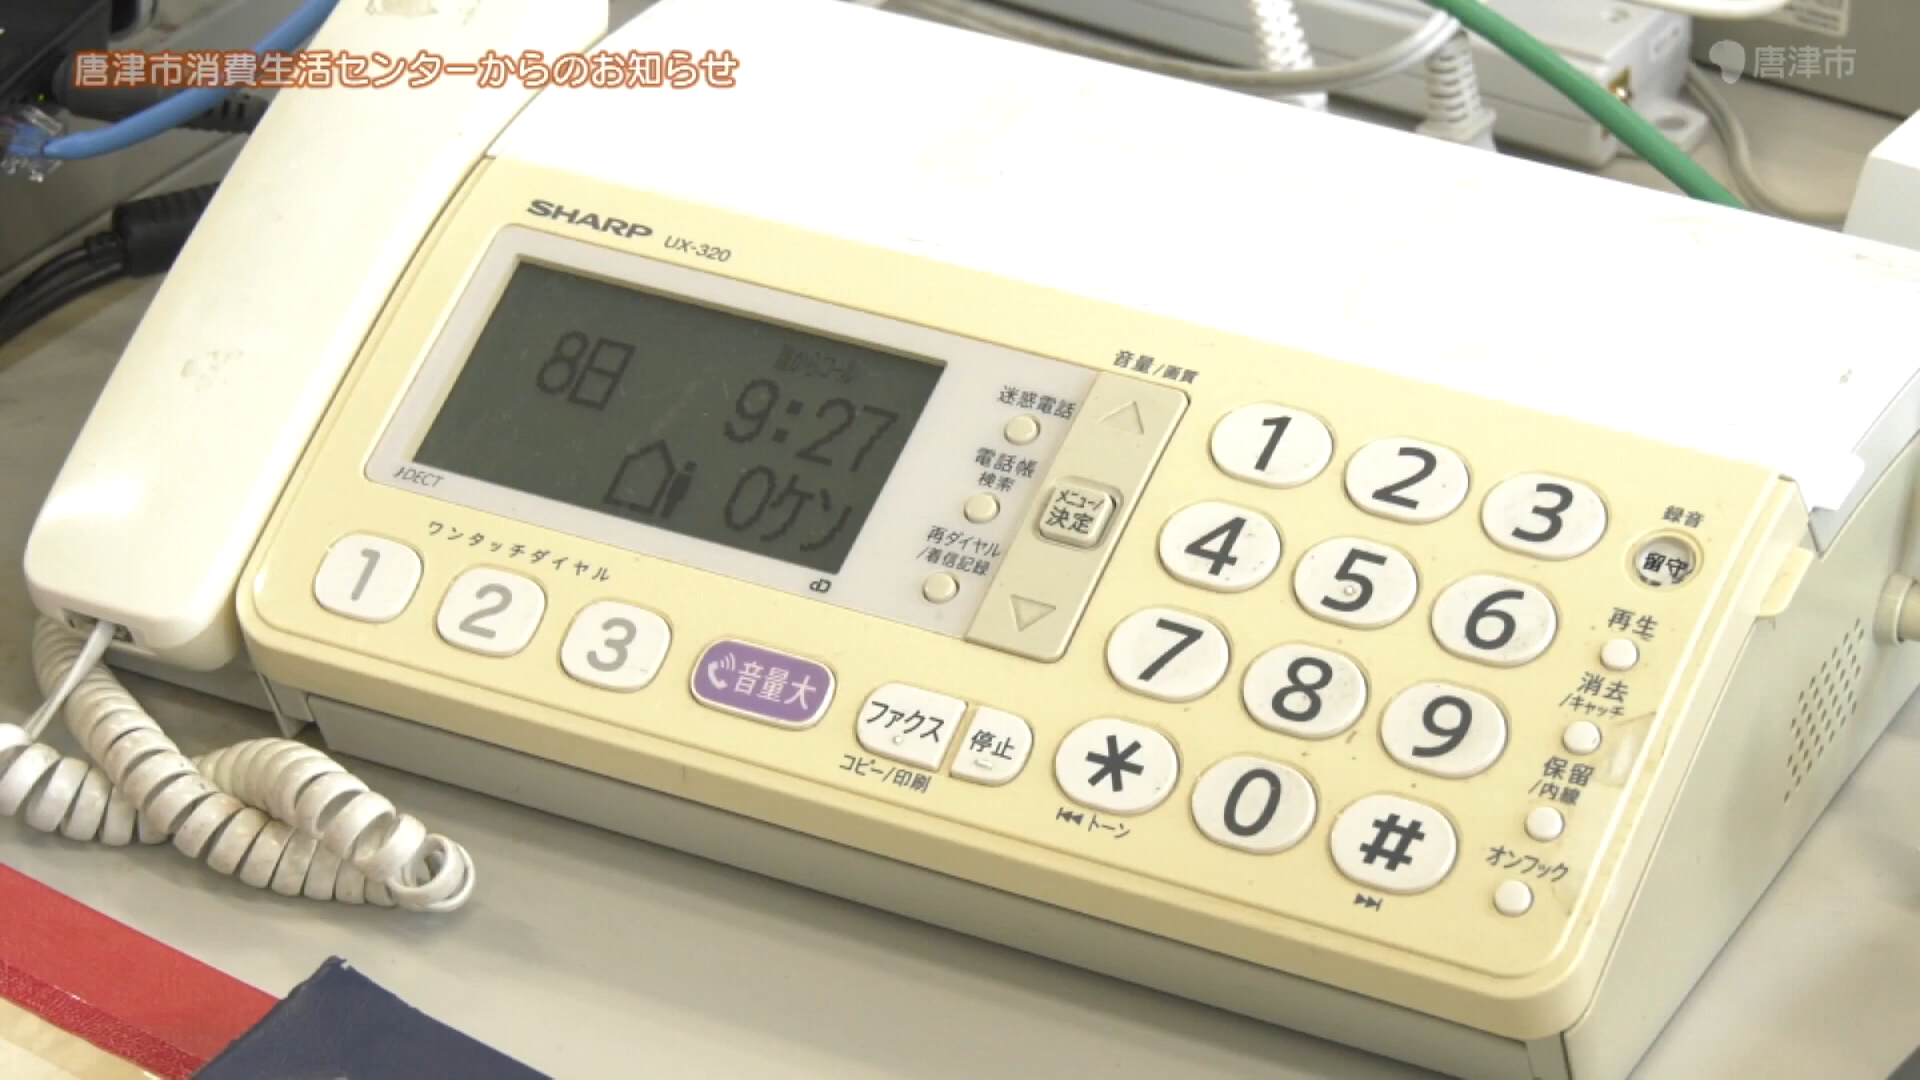 唐津市消費生活センターからのお知らせ
唐津市
SHARP UX-320
8日 9:27
0ケン
J-DECT
音量/画質
迷惑電話
電話帳
検索
再ダイヤル
/着信記録
メニュー/
決定
ワンタッチダイヤル
1 2 3
音量大
ファクス
コピー/印刷
停止
1 2 3
4 5 6
7 8 9
* 0 #
トーン
録音
留守
再生
消去
/キャッチ
保留
/内線
オンフック